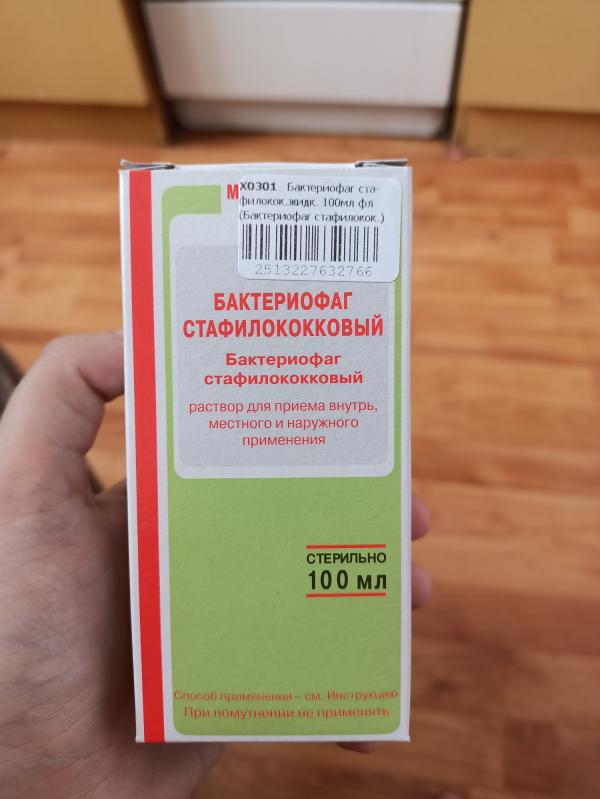 X0301 Бактериофаг ста-
филокок.жидк. 100мл фл
(Бактериофаг стафилокок.)
2513227632766
БАКТЕРИОФАГ
СТАФИЛОКОККОВЫЙ
Бактериофаг
стафилококковый
раствор для приема внутрь,
местного и наружного
применения
СТЕРИЛЬНО
100 мл
Способ применения – см. Инструкцию
При помутнении не применять